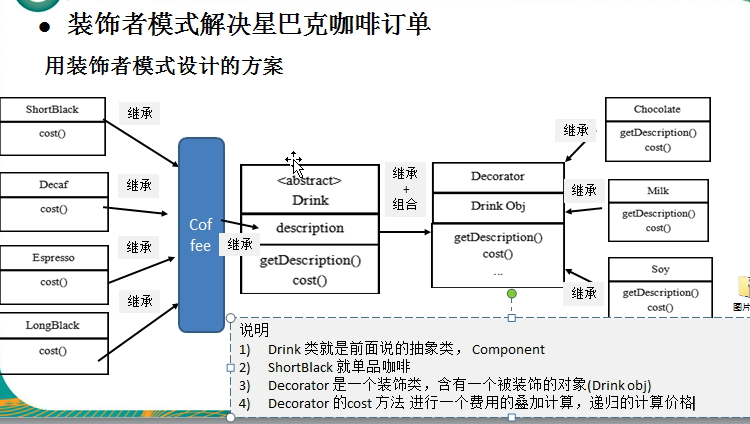 ● 装饰者模式解决星巴克咖啡订单
用装饰者模式设计的方案
ShortBlack
cost()
继承
Decaf
cost()
继承
Espresso
cost()
继承
LongBlack
cost()
继承
Cof
fee
继承
<abstract>
Drink
description
getDescription()
cost()
继承
+
组合
Decorator
Drink Obj
getDescription()
cost()
...
继承
Chocolate
getDescription()
cost()
继承
Milk
getDescription()
cost()
继承
Soy
getDescription()
cost()
图片
说明
1) Drink 类就是前面说的抽象类， Component
2) ShortBlack 就单品咖啡
3) Decorator 是一个装饰类，含有一个被装饰的对象(Drink obj)
4) Decorator 的cost 方法 进行一个费用的叠加计算，递归的计算价格